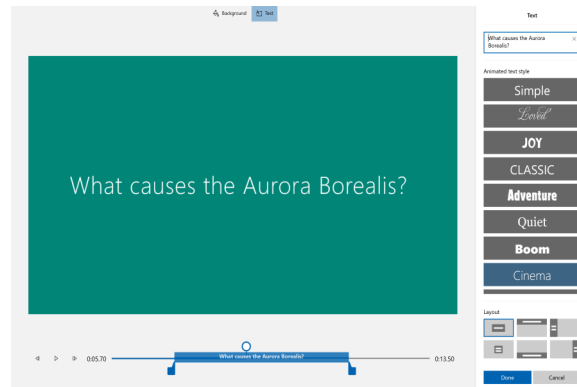 Background
Text
Text
What causes the Aurora
Borealis?
Animated text style
Simple
Loved
JOY
CLASSIC
Adventure
Quiet
Boom
Cinema
Layout
Done
Cancel
What causes the Aurora Borealis?
0:05.70
What causes the Aurora Borealis?
0:13.50